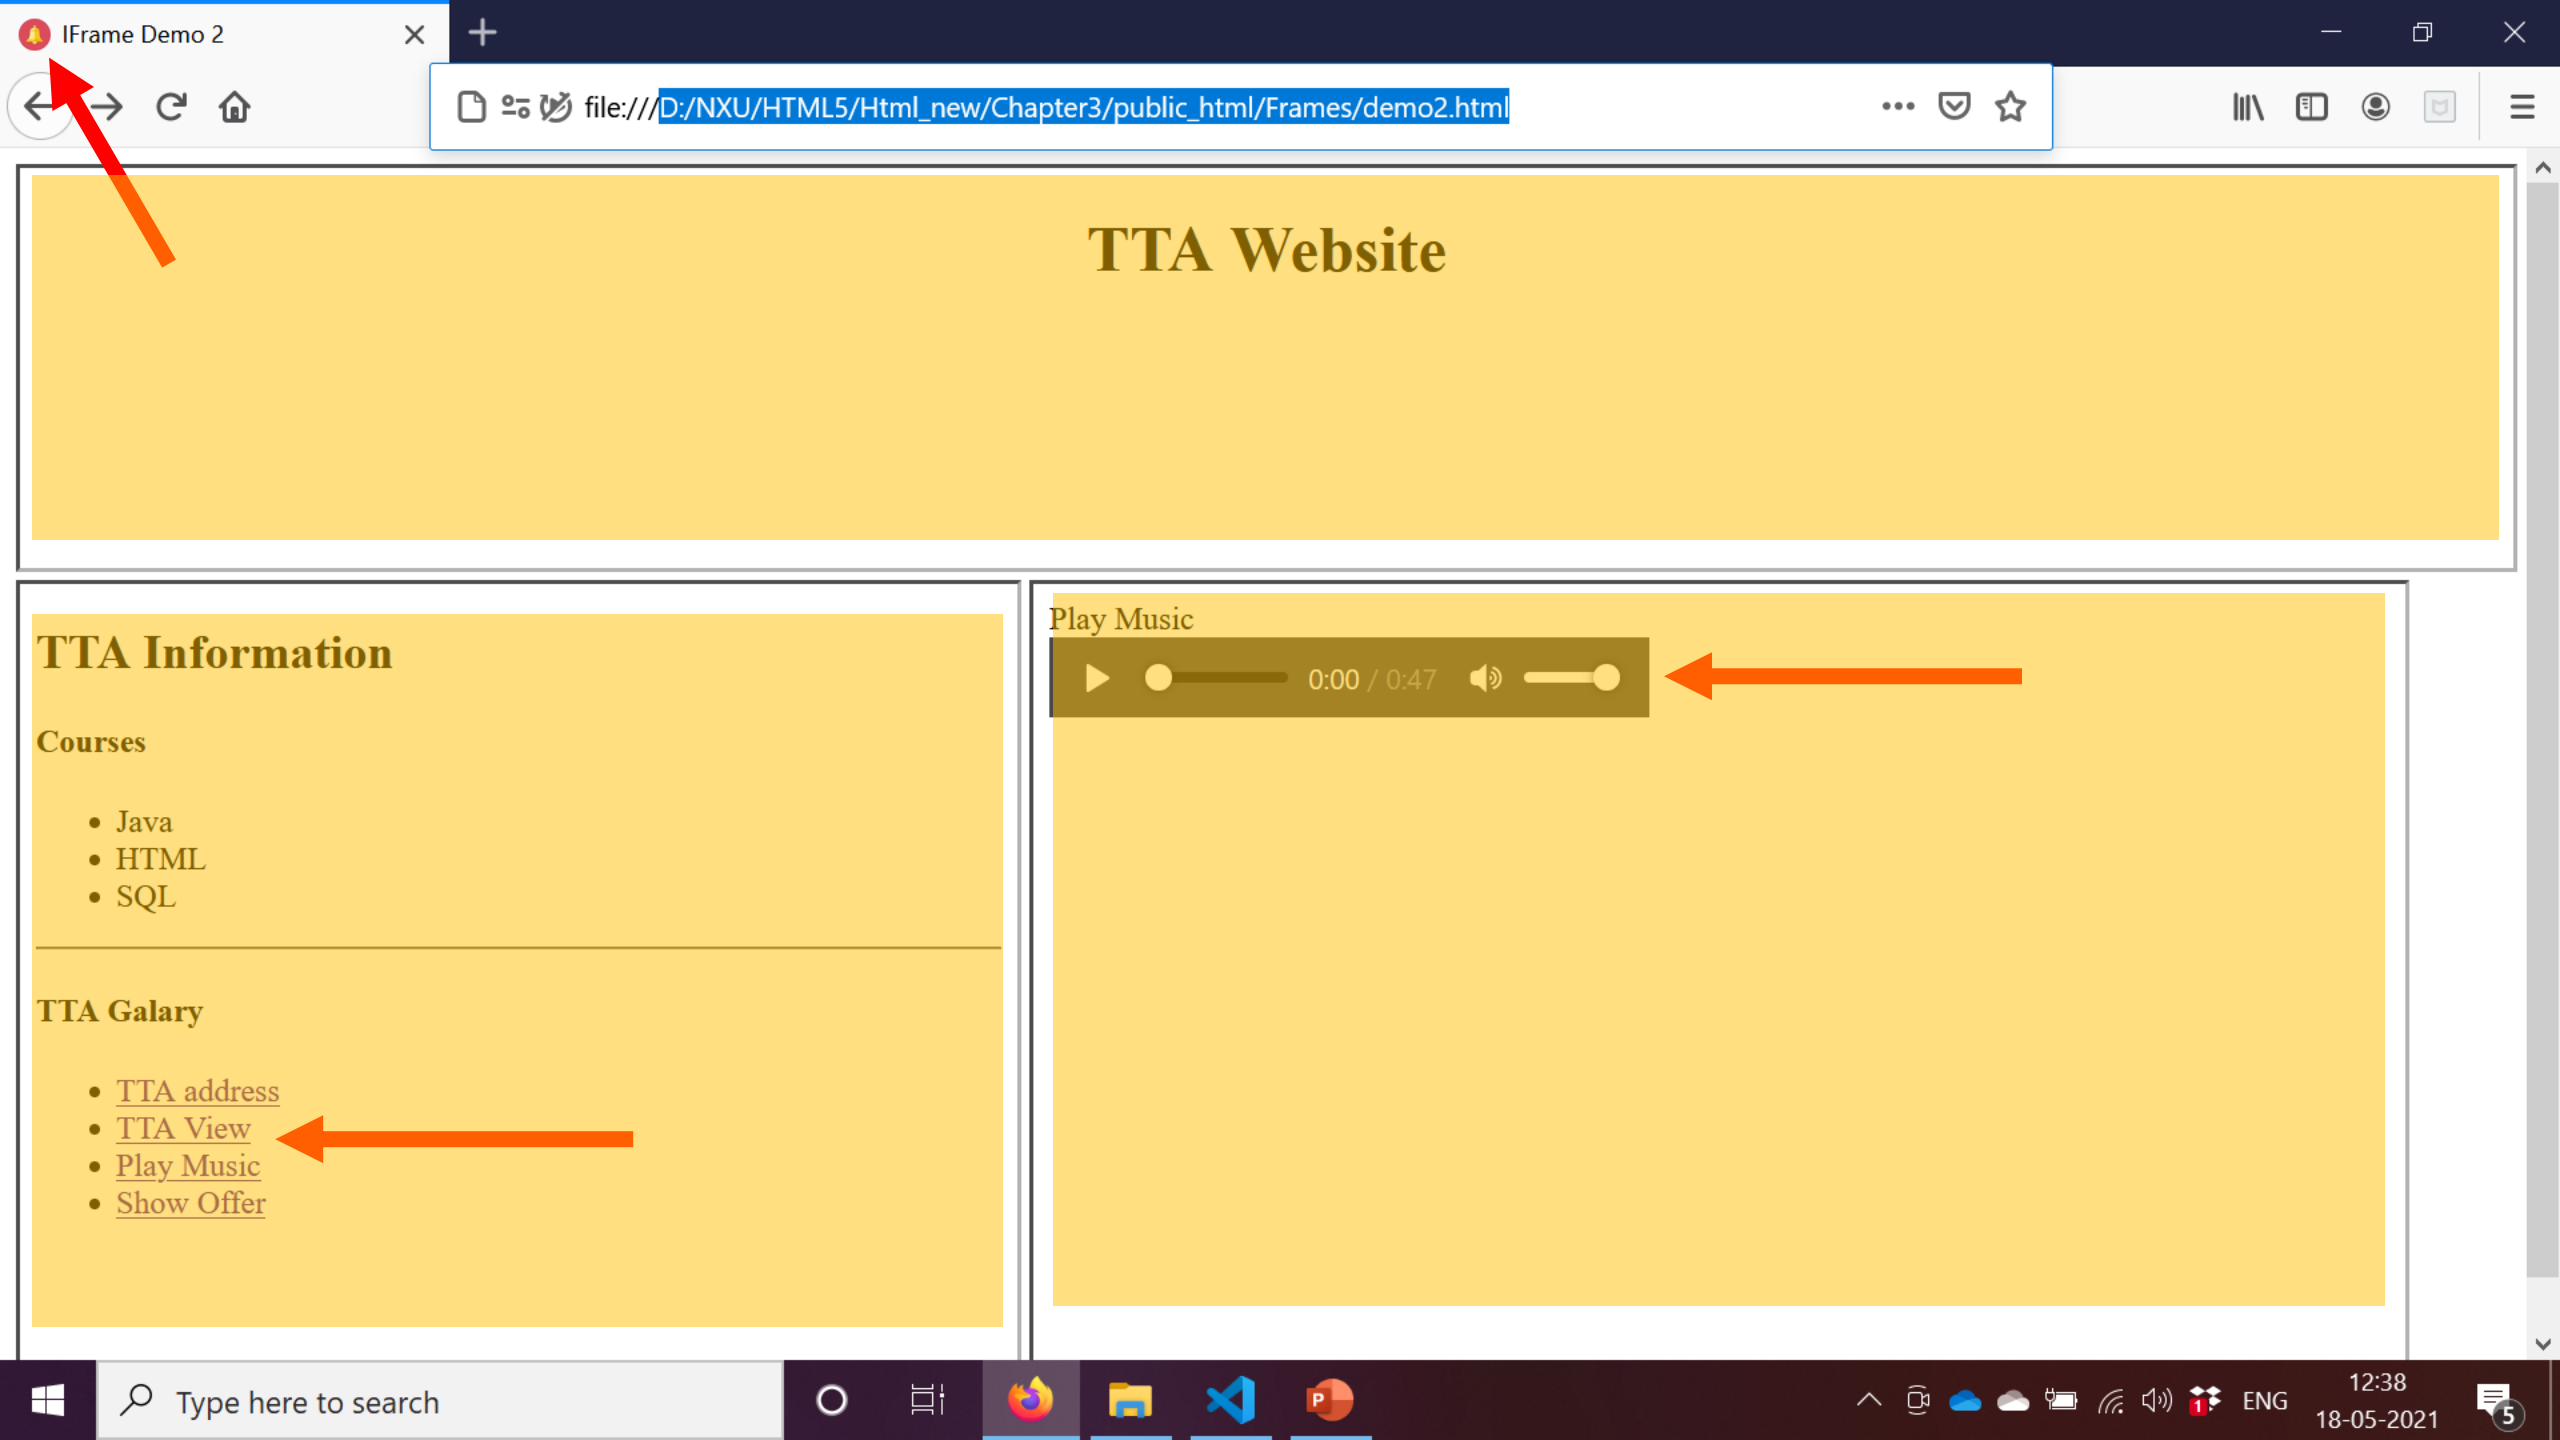 IFrame Demo 2
file:///D:/NXU/HTML5/Html_new/Chapter3/public_html/Frames/demo2.html
TTA Website
TTA Information
Courses
Java
HTML
SQL
TTA Galary
TTA address
TTA View
Play Music
Show Offer
Play Music
0:00 / 0:47
Type here to search
P
1
ENG
12:38
18-05-2021
5